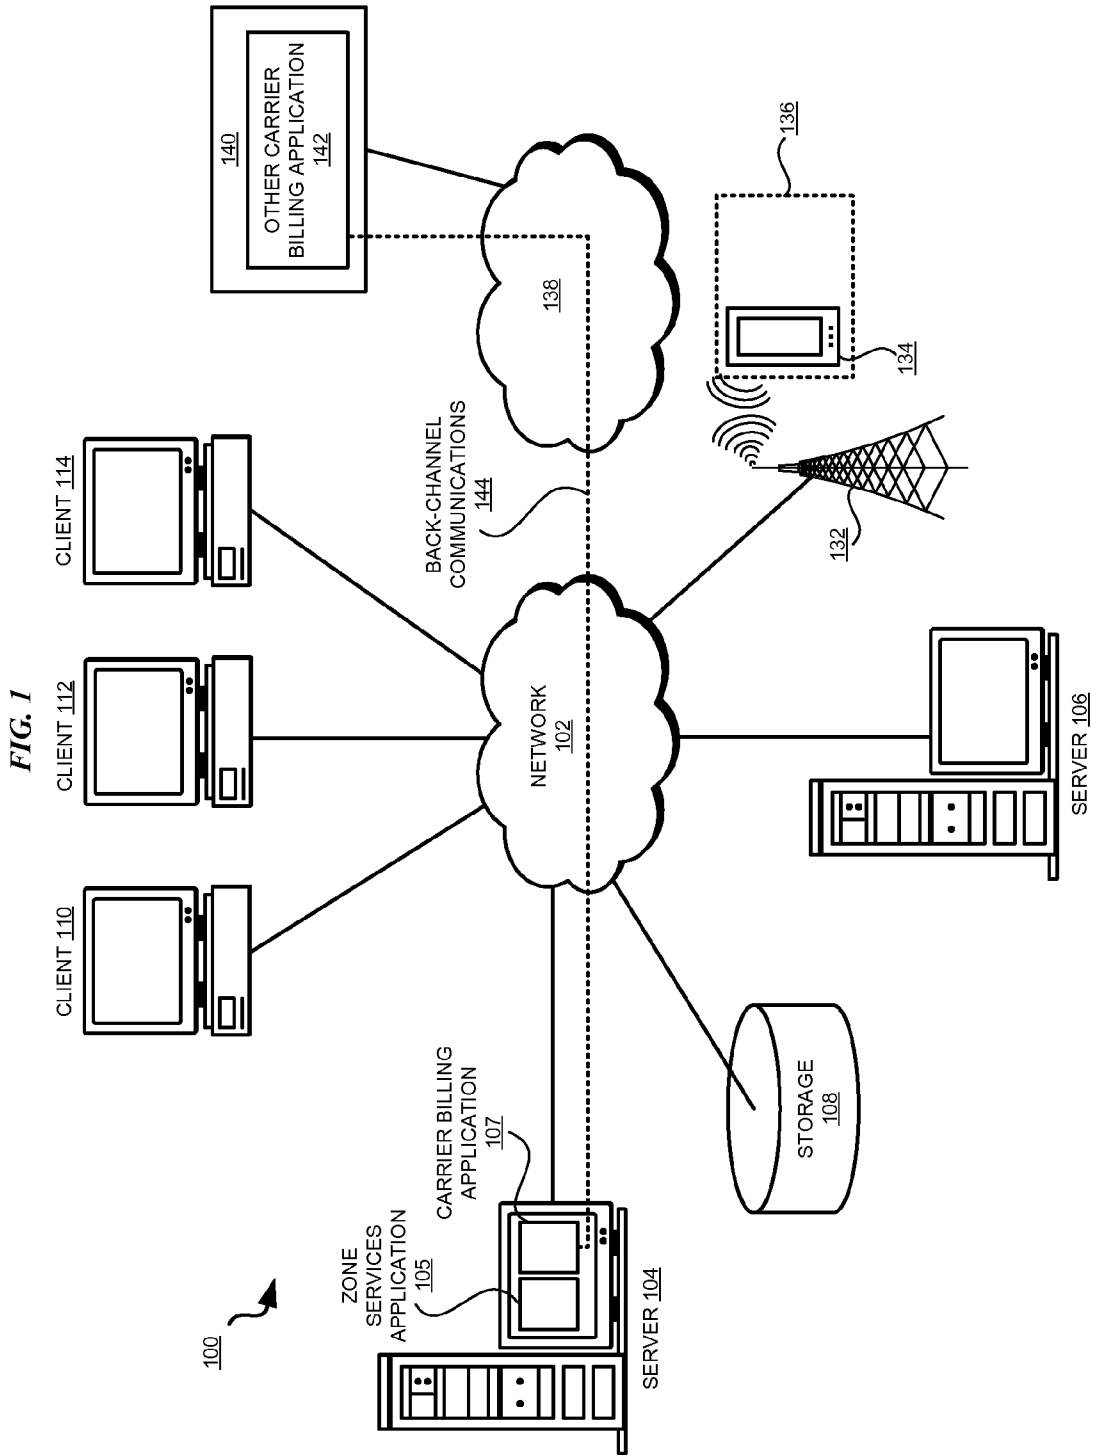 FIG. 1
100
CLIENT 110
CLIENT 112
CLIENT 114
140
OTHER CARRIER
BILLING APPLICATION
142
ZONE
SERVICES
APPLICATION
105
CARRIER BILLING
APPLICATION
107
SERVER 104
NETWORK
102
BACK-CHANNEL
COMMUNICATIONS
144
138
STORAGE
108
SERVER 106
132
134
136